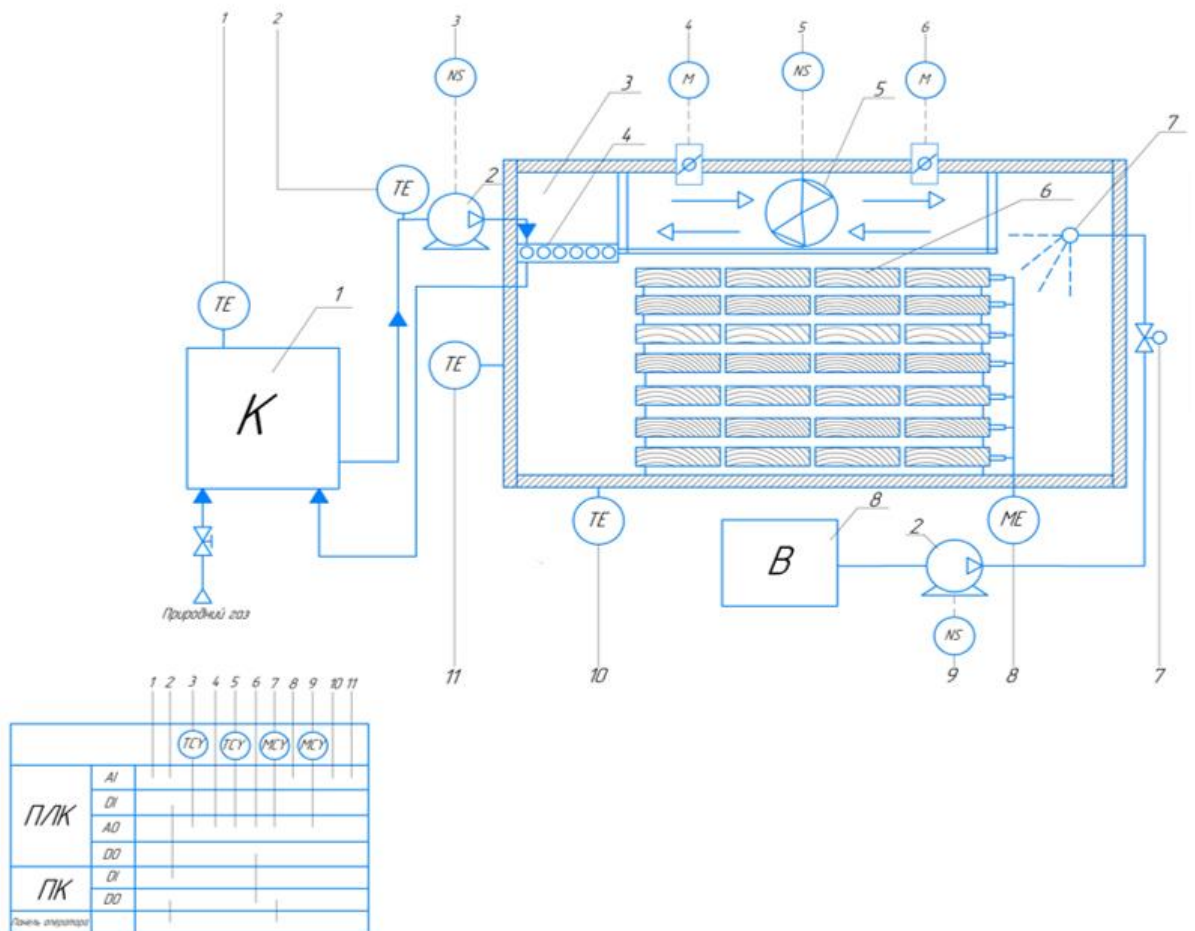 1 2 3 4 5 6
NS M NS M
3 5 7
4
TE 2 6
TE 1
TE
К
TE ME
8
В 2
Природний газ
NS
11 10 9 8 7
1 2 3 4 5 6 7 8 9 10 11
TCY TCY MCY MCY
ПЛК AI
DI
AO
DO
ПК DI
DO
Панель оператора